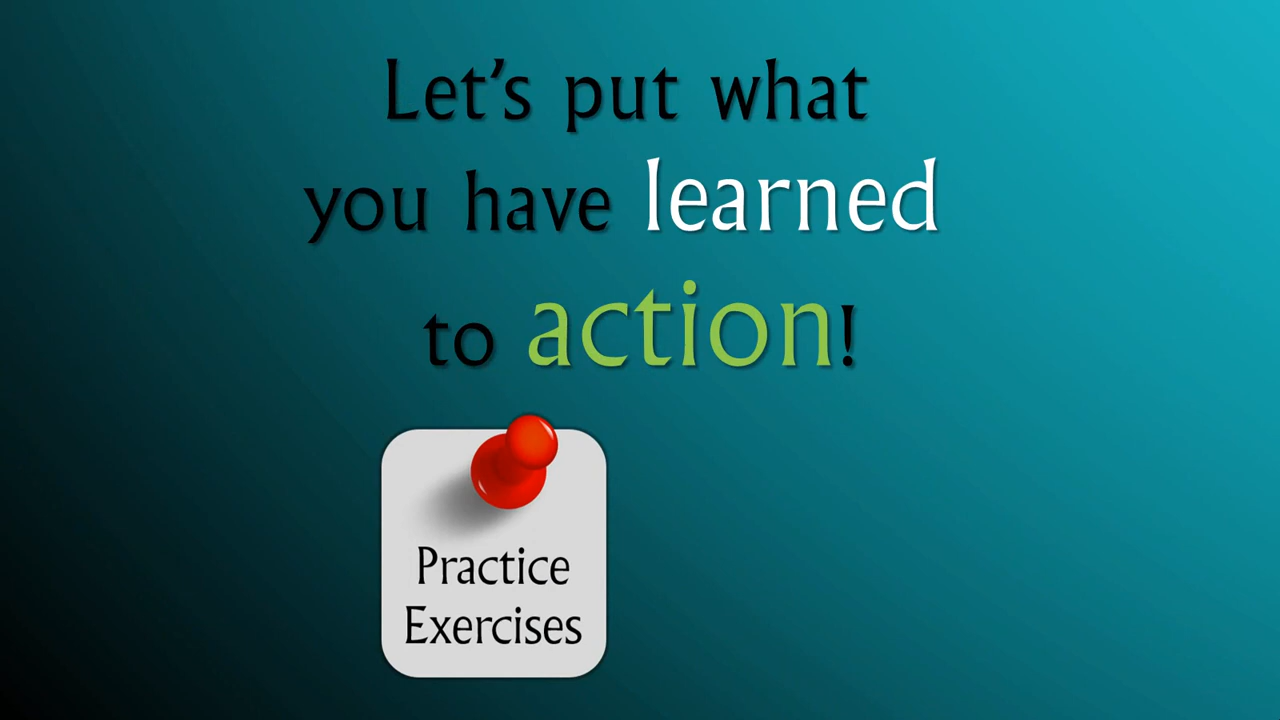 Let’s put what
you have learned
to action!
Practice
Exercises